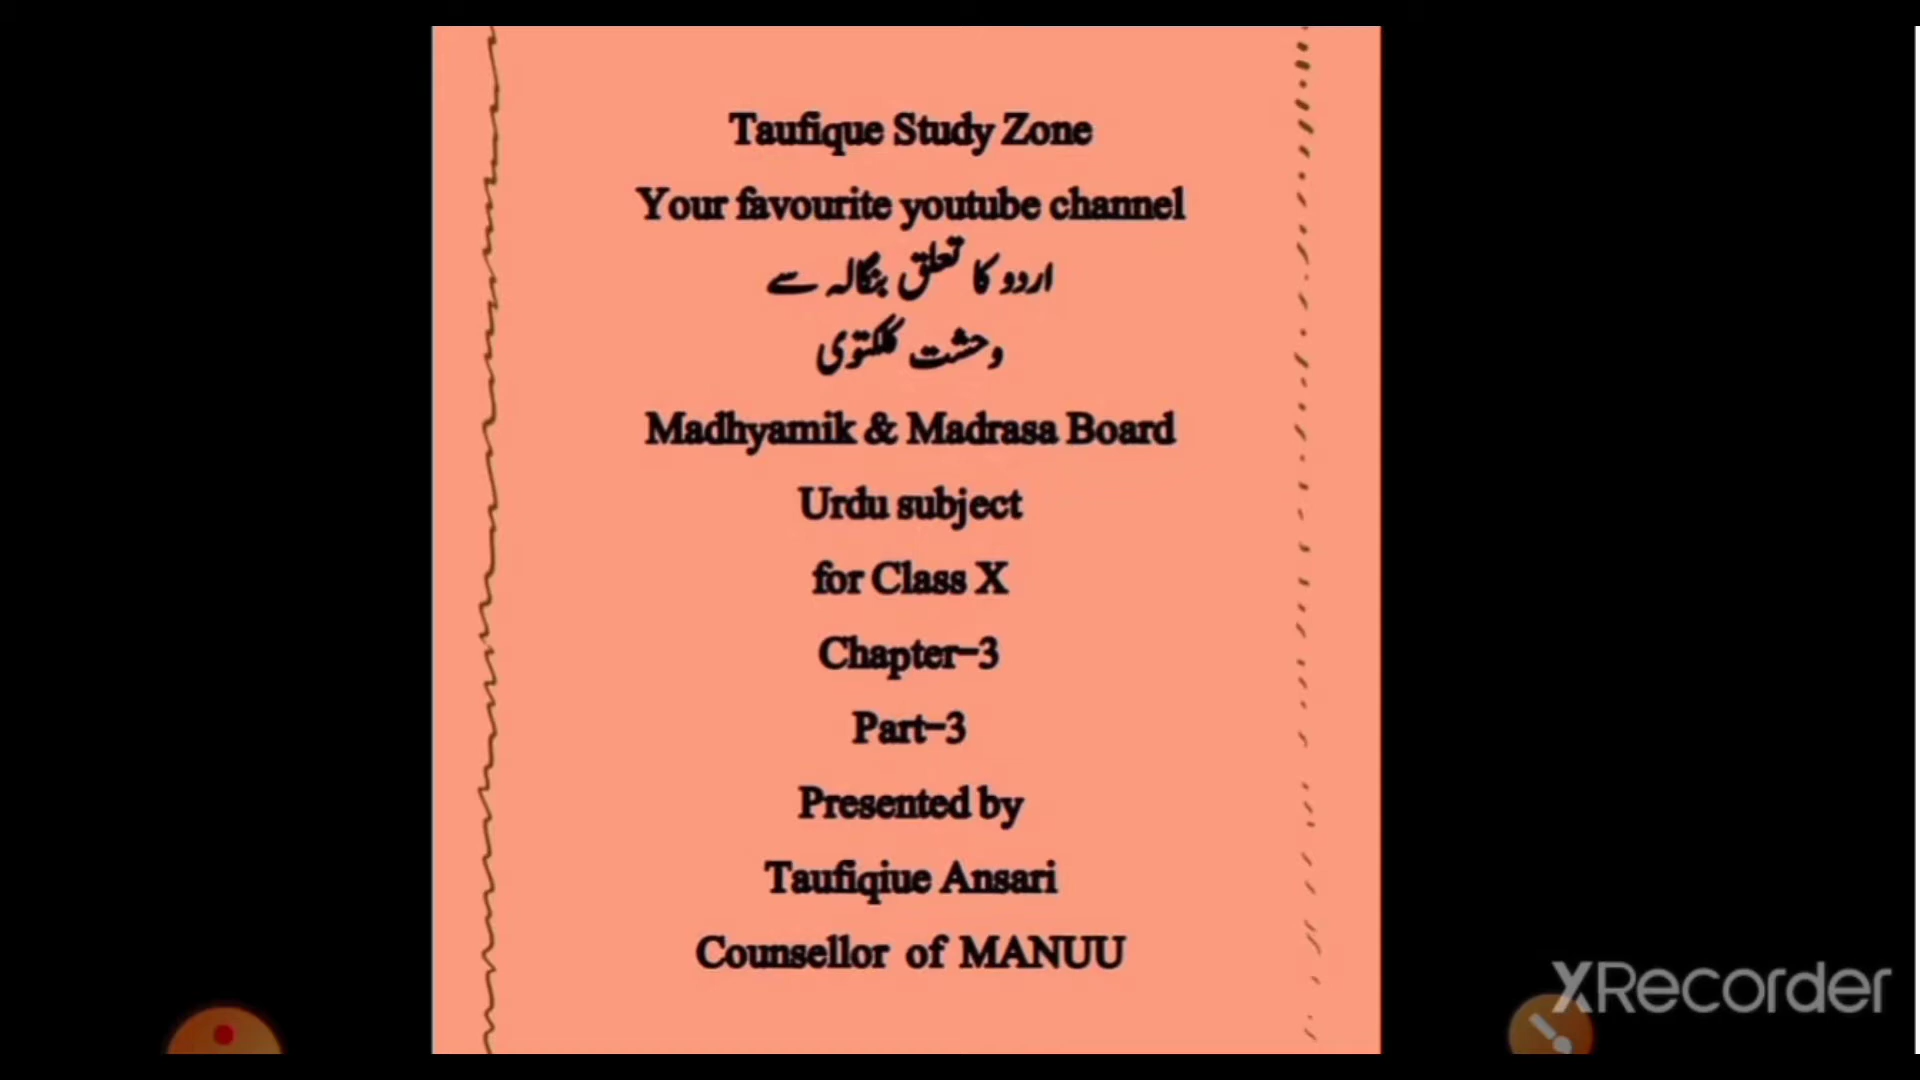 Taufique Study Zone
Your favourite youtube channel
اردو کا تعلق بنگالہ سے
وحشت کلکتوی
Madhyamik & Madrasa Board
Urdu subject
for Class X
Chapter-3
Part-3
Presented by
Taufiqiue Ansari
Counsellor of MANUU
XRecorder